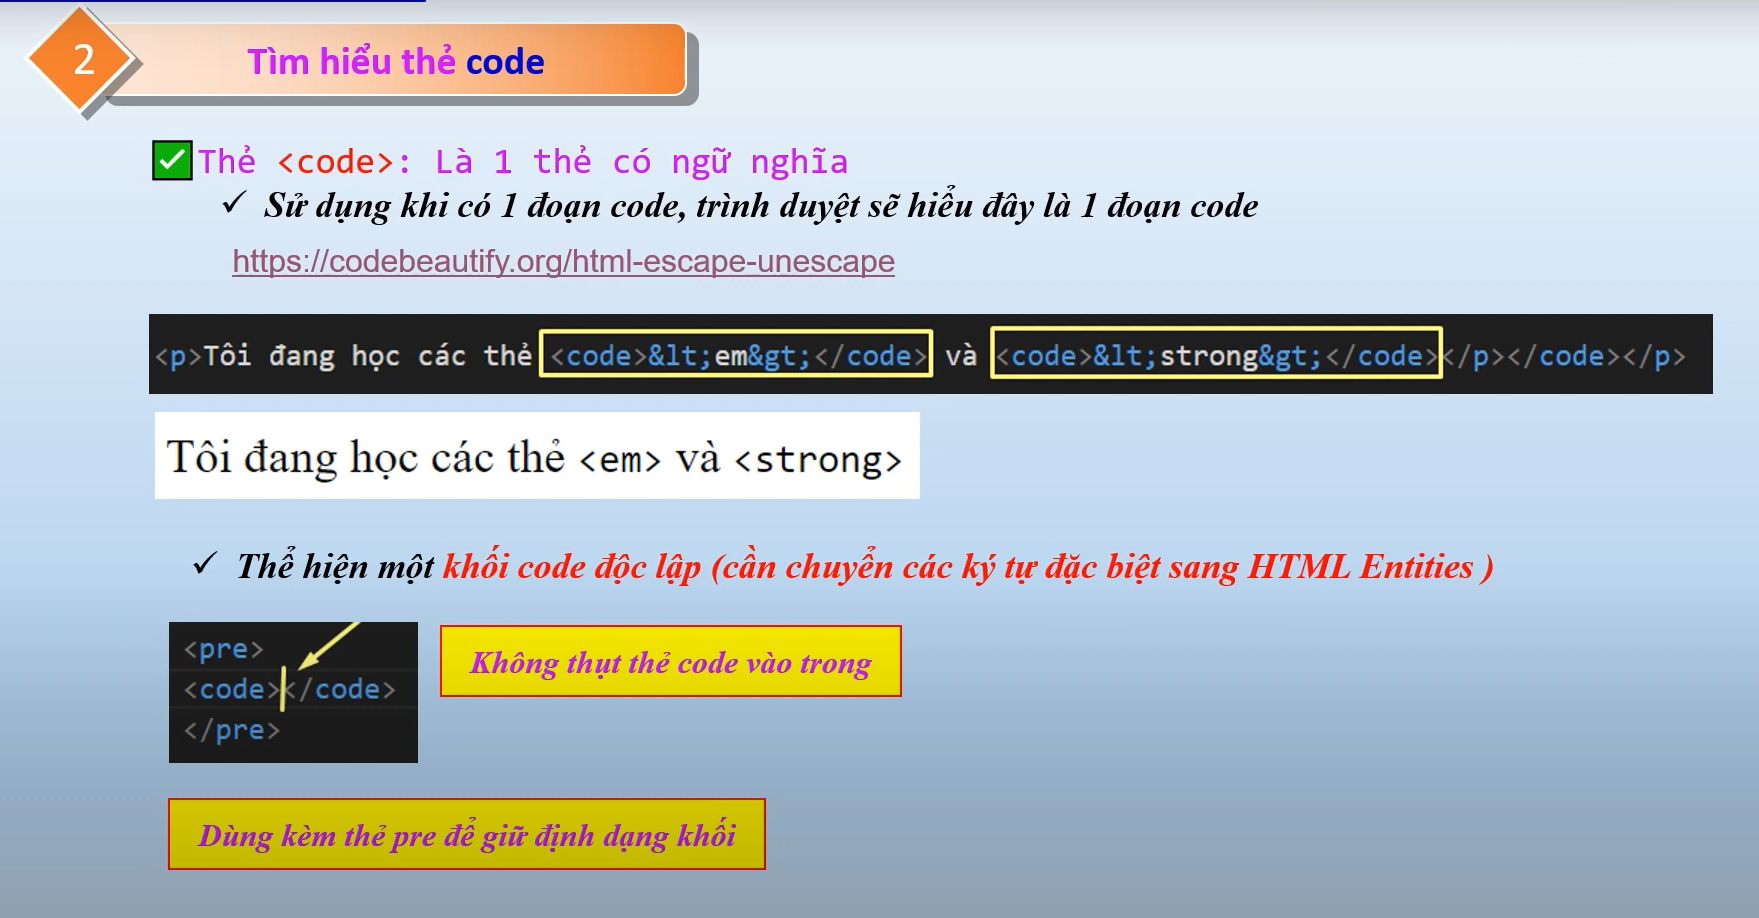 2
Tìm hiểu thẻ code
Thẻ <code>: Là 1 thẻ có ngữ nghĩa
Sử dụng khi có 1 đoạn code, trình duyệt sẽ hiểu đây là 1 đoạn code
https://codebeautify.org/html-escape-unescape
<p>Tôi đang học các thẻ <code>&lt;em&gt;</code> và <code>&lt;strong&gt;</code></p></code></p>
Tôi đang học các thẻ <em> và <strong>
Thể hiện một khối code độc lập (cần chuyển các ký tự đặc biệt sang HTML Entities )
<pre>
<code></code>
</pre>
Không thụt thẻ code vào trong
Dùng kèm thẻ pre để giữ định dạng khối